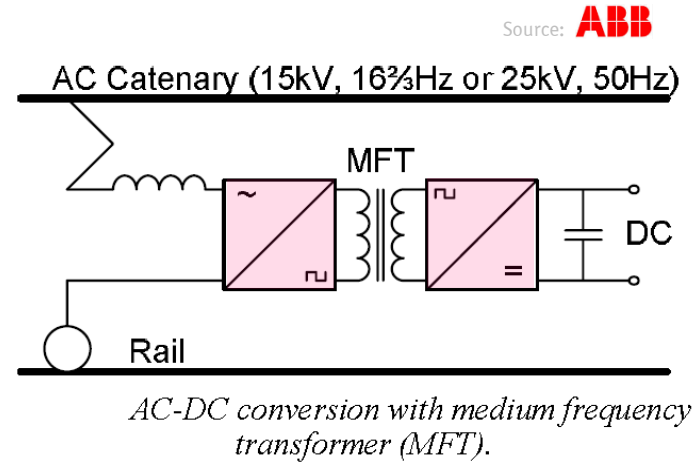 Source: ABB
AC Catenary (15kV, 16⅔Hz or 25kV, 50Hz)
MFT
~
=
DC
Rail
AC-DC conversion with medium frequency
transformer (MFT).